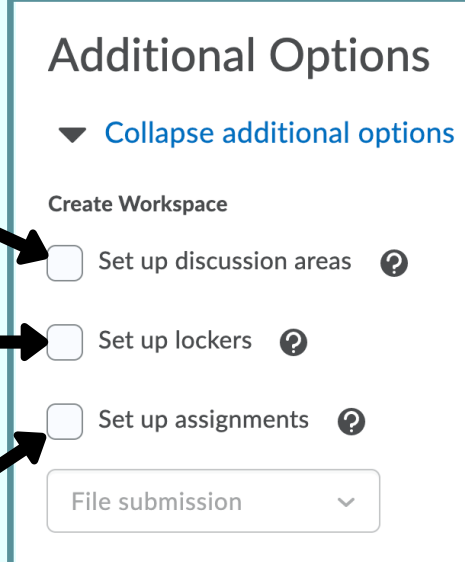 Additional Options
Collapse additional options
Create Workspace
Set up discussion areas
Set up lockers
Set up assignments
File submission